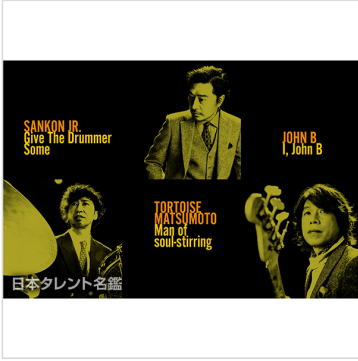 SANKON JR.
Give The Drummer
Some
JOHN B
I, John B
TORTOISE
MATSUMOTO
Man of
soul-stirring
日本タレント名鑑